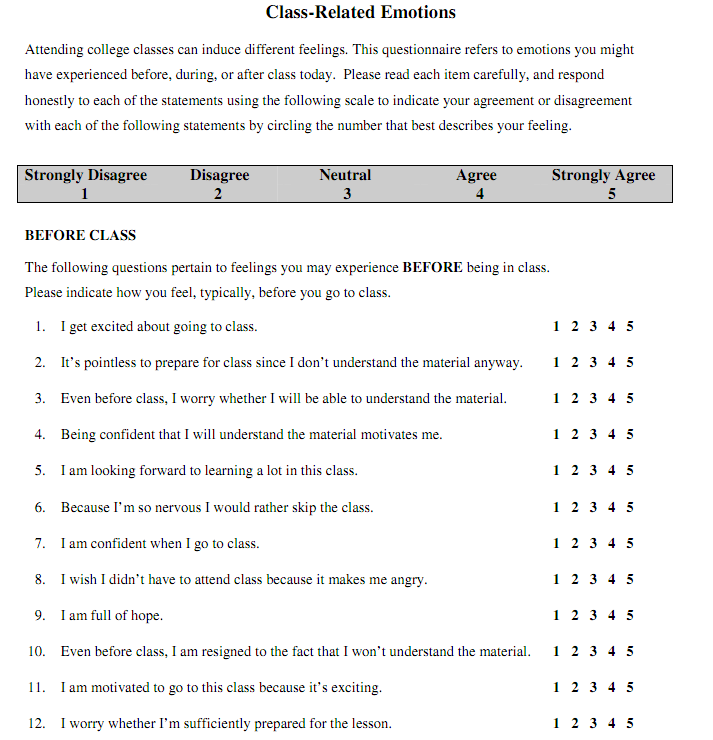 Class-Related Emotions
Attending college classes can induce different feelings. This questionnaire refers to emotions you might
have experienced before, during, or after class today.  Please read each item carefully, and respond
honestly to each of the statements using the following scale to indicate your agreement or disagreement
with each of the following statements by circling the number that best describes your feeling.
Strongly Disagree Disagree Neutral Agree Strongly Agree
1 2 3 4 5
BEFORE CLASS
The following questions pertain to feelings you may experience BEFORE being in class.
Please indicate how you feel, typically, before you go to class.
1. I get excited about going to class. 1 2 3 4 5
2. It's pointless to prepare for class since I don't understand the material anyway. 1 2 3 4 5
3. Even before class, I worry whether I will be able to understand the material. 1 2 3 4 5
4. Being confident that I will understand the material motivates me. 1 2 3 4 5
5. I am looking forward to learning a lot in this class. 1 2 3 4 5
6. Because I'm so nervous I would rather skip the class. 1 2 3 4 5
7. I am confident when I go to class. 1 2 3 4 5
8. I wish I didn't have to attend class because it makes me angry. 1 2 3 4 5
9. I am full of hope. 1 2 3 4 5
10. Even before class, I am resigned to the fact that I won't understand the material. 1 2 3 4 5
11. I am motivated to go to this class because it's exciting. 1 2 3 4 5
12. I worry whether I'm sufficiently prepared for the lesson. 1 2 3 4 5